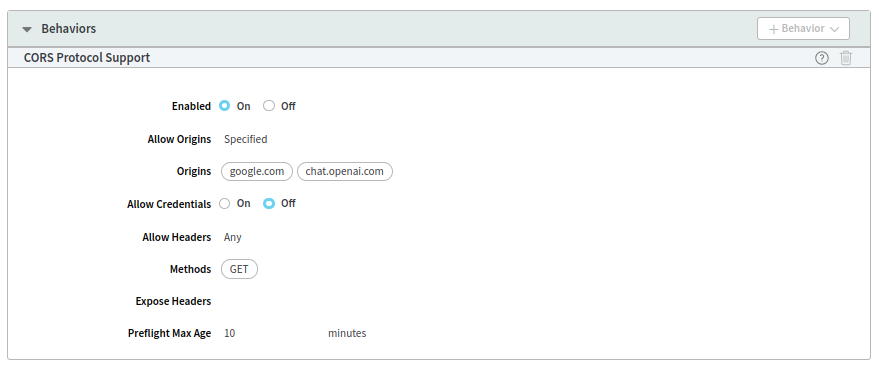 Behaviors
+ Behavior
CORS Protocol Support
?
Enabled On Off
Allow Origins Specified
Origins google.com chat.openai.com
Allow Credentials On Off
Allow Headers Any
Methods GET
Expose Headers
Preflight Max Age 10 minutes